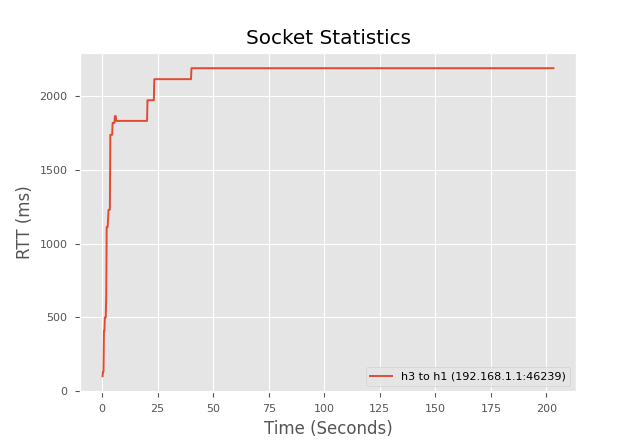 Socket Statistics
RTT (ms)
2000
1500
1000
500
0
h3 to h1 (192.168.1.1:46239)
0 25 50 75 100 125 150 175 200
Time (Seconds)